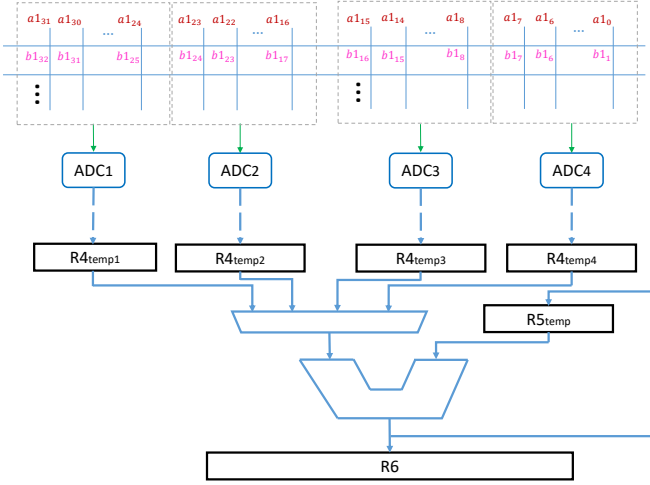 a1₃₁ a1₃₀ ... a1₂₄ a1₂₃ a1₂₂ ... a1₁₆ a1₁₅ a1₁₄ ... a1₈ a1₇ a1₆ ... a1₀
b1₃₂ b1₃₁ b1₂₅ b1₂₄ b1₂₃ b1₁₇ b1₁₆ b1₁₅ b1₈ b1₇ b1₆ b1₁
ADC1 ADC2 ADC3 ADC4
R4temp1 R4temp2 R4temp3 R4temp4
R5temp
R6